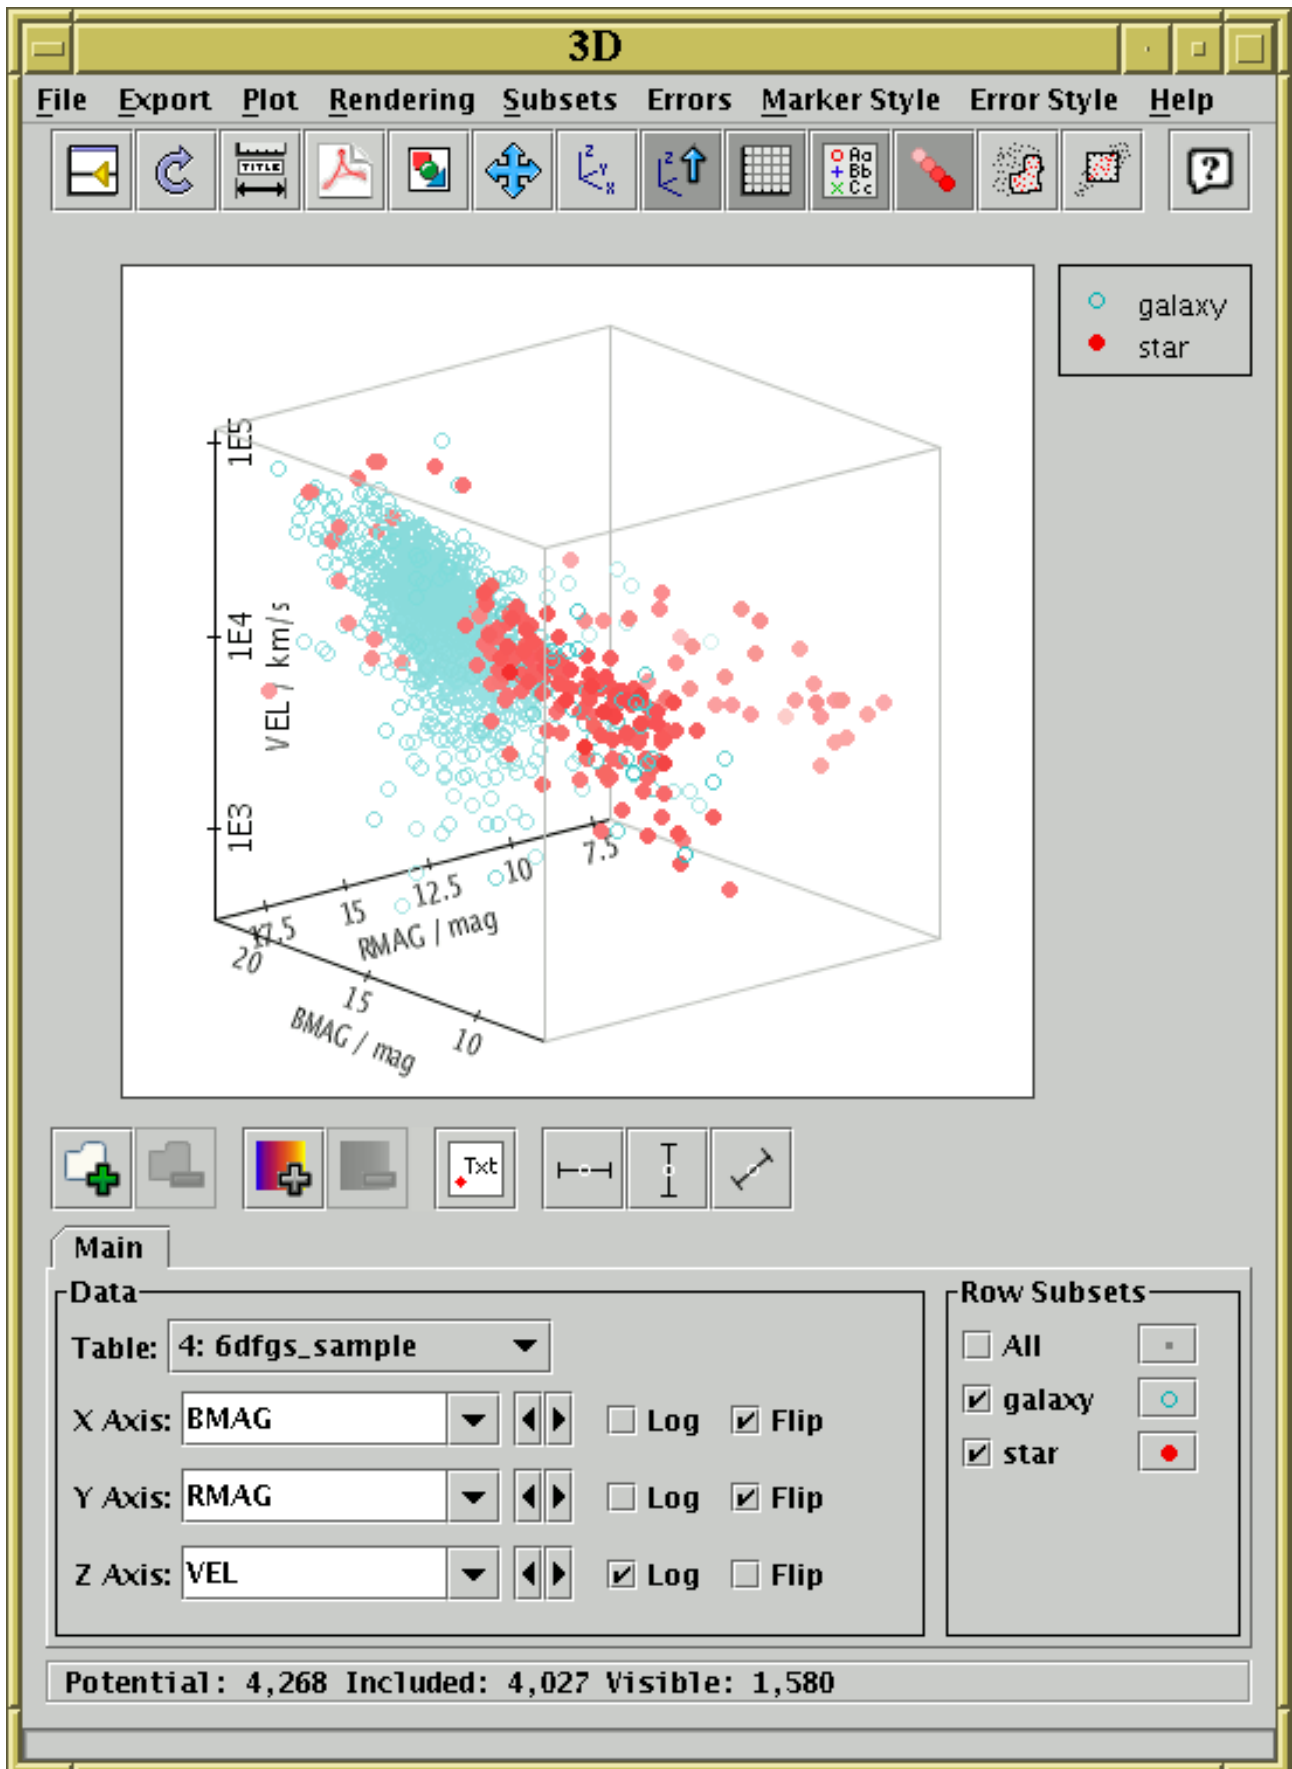 3D
File Export Plot Rendering Subsets Errors Marker Style Error Style Help
TITLE
Z
Y
X
Z
Aa
Bb
Cc
?
galaxy
star
1E5
1E4
1E3
VEL / km/s
17.5
15
12.5
10
7.5
RMAG / mag
20
15
10
BMAG / mag
Txt
Main
Data
Row Subsets
Table: 4: 6dfgs_sample
All
X Axis: BMAG Log Flip
galaxy
star
Y Axis: RMAG Log Flip
Z Axis: VEL Log Flip
Potential: 4,268 Included: 4,027 Visible: 1,580